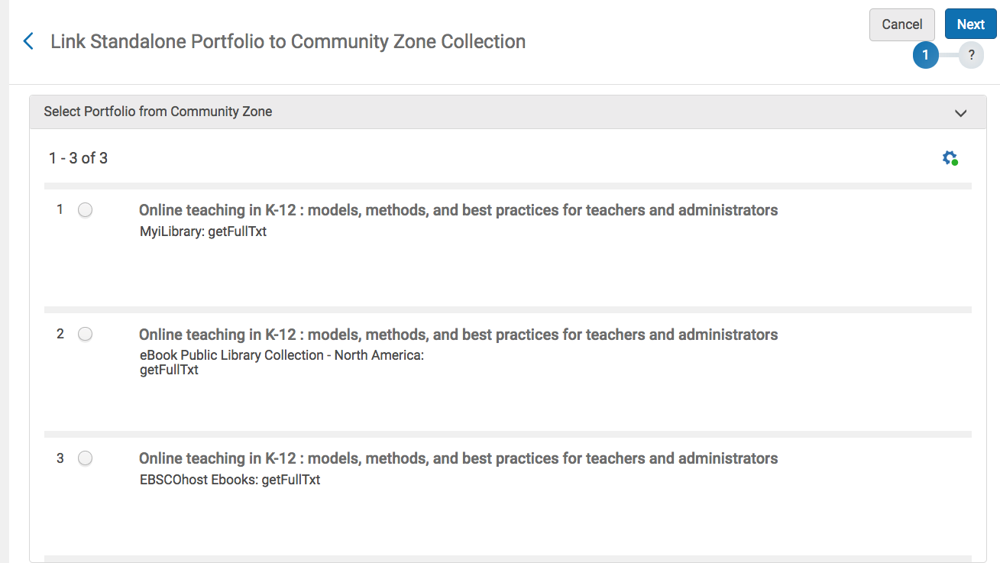 Cancel
Next
Link Standalone Portfolio to Community Zone Collection
1
?
Select Portfolio from Community Zone
1 - 3 of 3
1
Online teaching in K-12 : models, methods, and best practices for teachers and administrators
MyiLibrary: getFullTxt
2
Online teaching in K-12 : models, methods, and best practices for teachers and administrators
eBook Public Library Collection - North America:
getFullTxt
3
Online teaching in K-12 : models, methods, and best practices for teachers and administrators
EBSCOhost Ebooks: getFullTxt